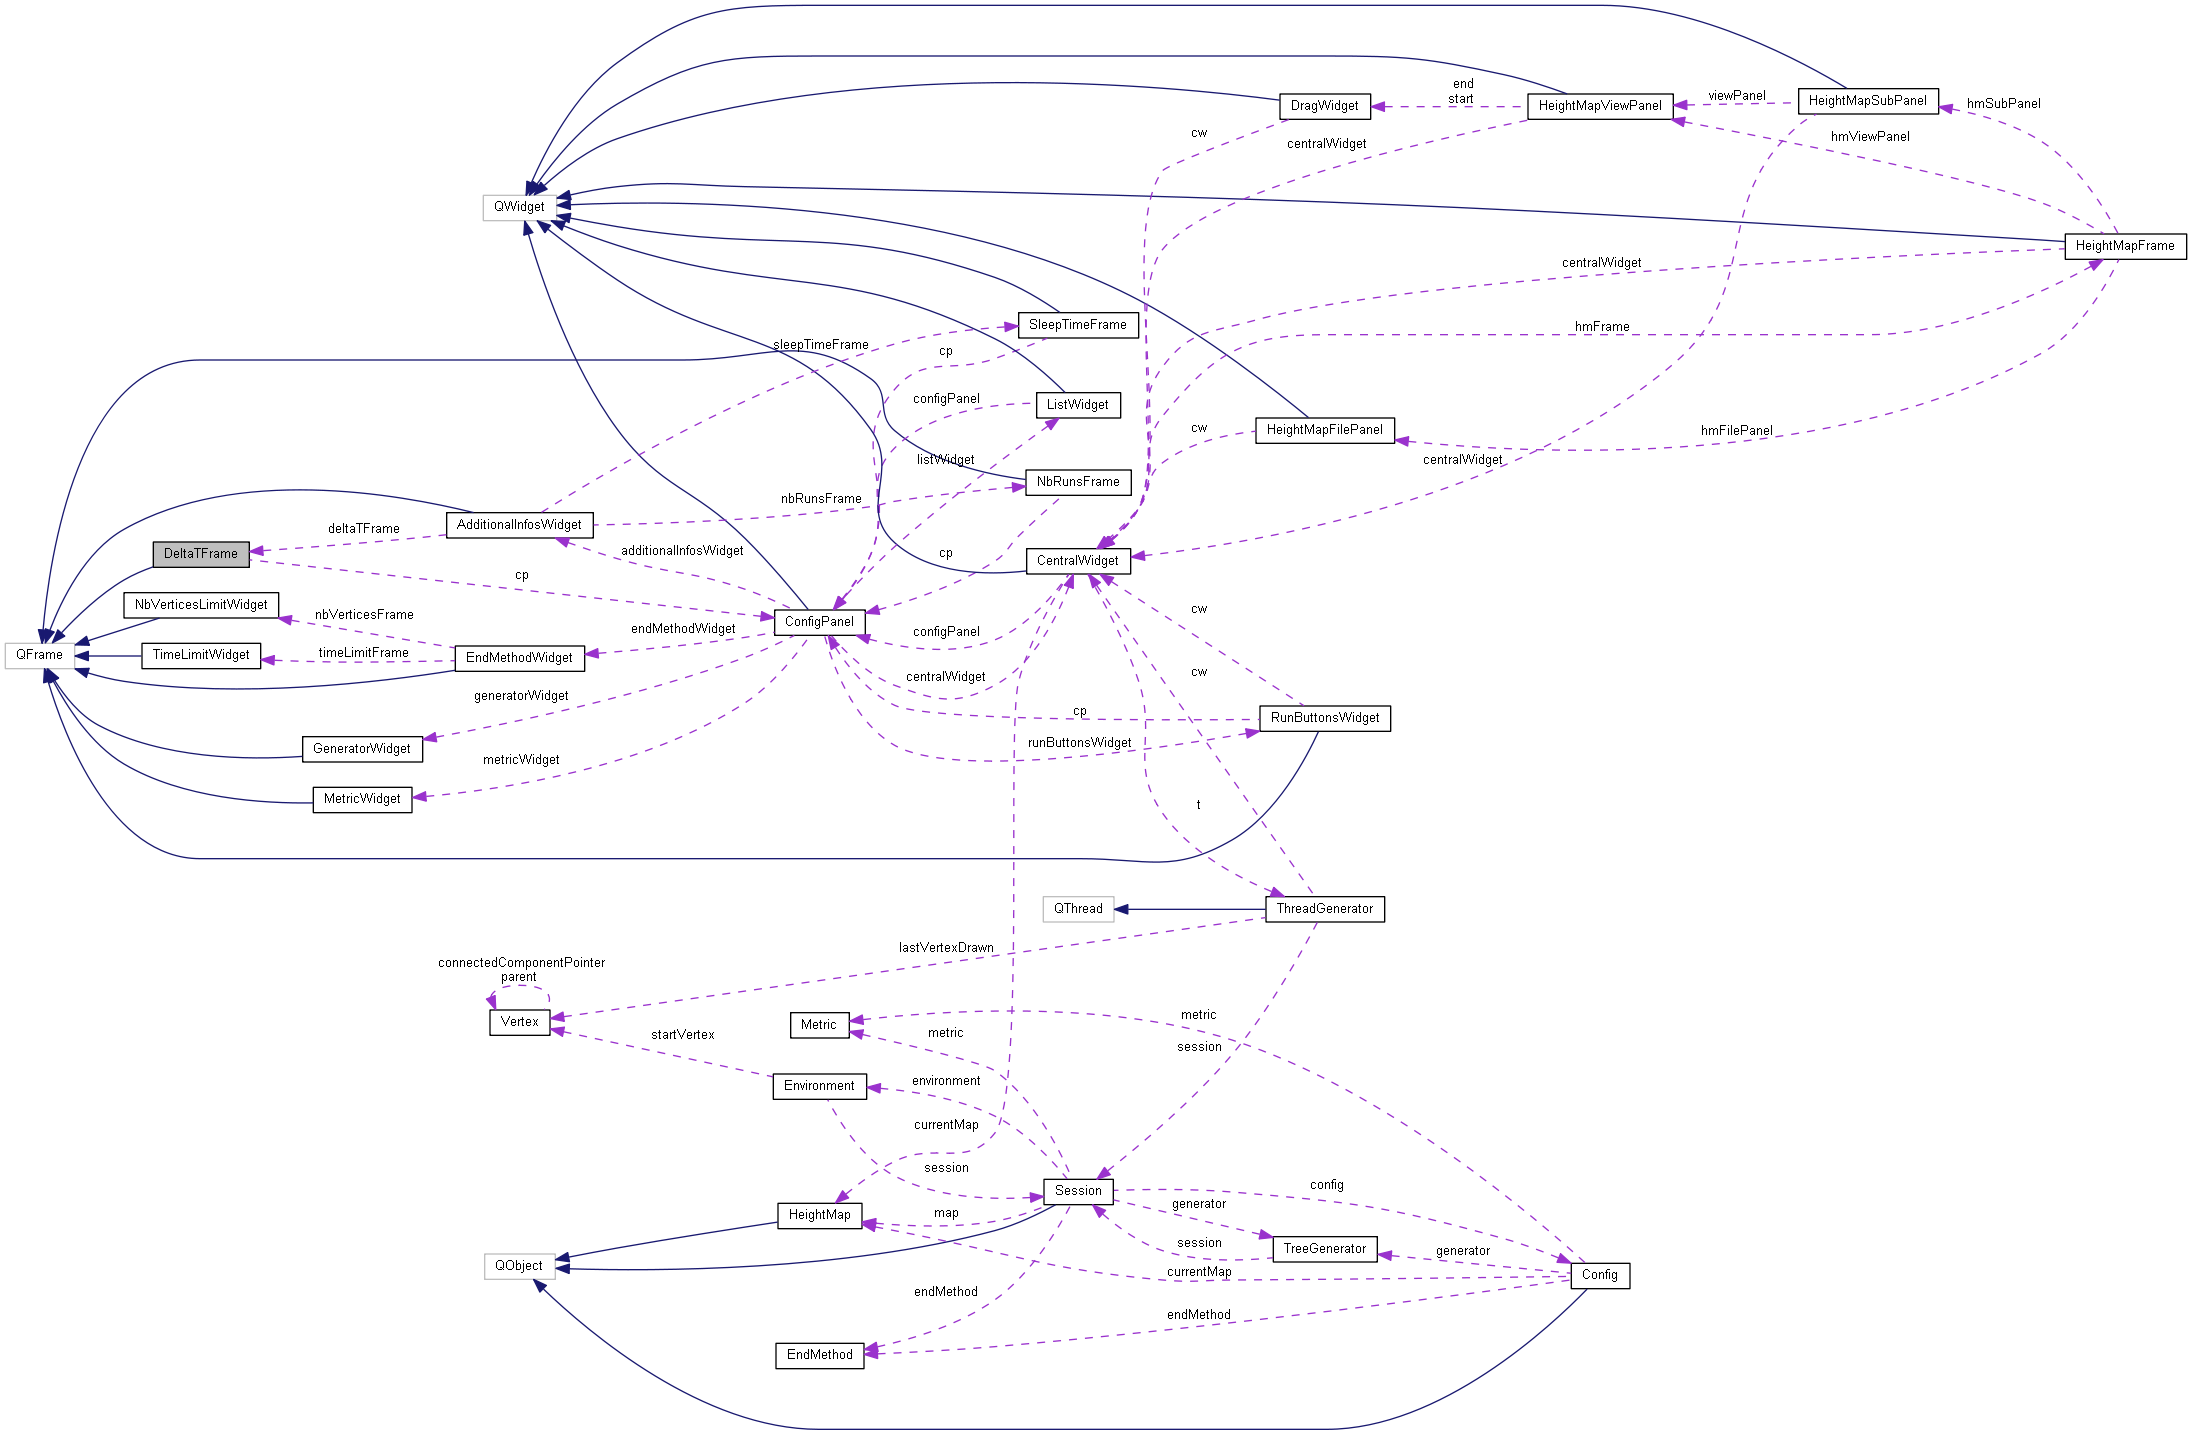 end
start
DragWidget
HeightMapViewPanel
viewPanel
HeightMapSubPanel
hmSubPanel
cw
centralWidget
hmViewPanel
QWidget
HeightMapFrame
centralWidget
SleepTimeFrame
hmFrame
sleepTimeFrame
cp
configPanel
ListWidget
cw
HeightMapFilePanel
hmFilePanel
listWidget
centralWidget
nbRunsFrame
NbRunsFrame
deltaTFrame
AdditionalInfosWidget
DeltaTFrame
additionalInfosWidget
cp
CentralWidget
cp
NbVerticesLimitWidget
nbVerticesFrame
cw
endMethodWidget
ConfigPanel
configPanel
QFrame
TimeLimitWidget
timeLimitFrame
EndMethodWidget
centralWidget
cw
generatorWidget
cp
RunButtonsWidget
GeneratorWidget
runButtonsWidget
metricWidget
MetricWidget
t
QThread
ThreadGenerator
lastVertexDrawn
connectedComponentPointer
parent
Vertex
startVertex
Metric
metric
metric
session
Environment
environment
currentMap
session
Session
config
HeightMap
map
generator
session
TreeGenerator
generator
QObject
currentMap
Config
endMethod
endMethod
EndMethod